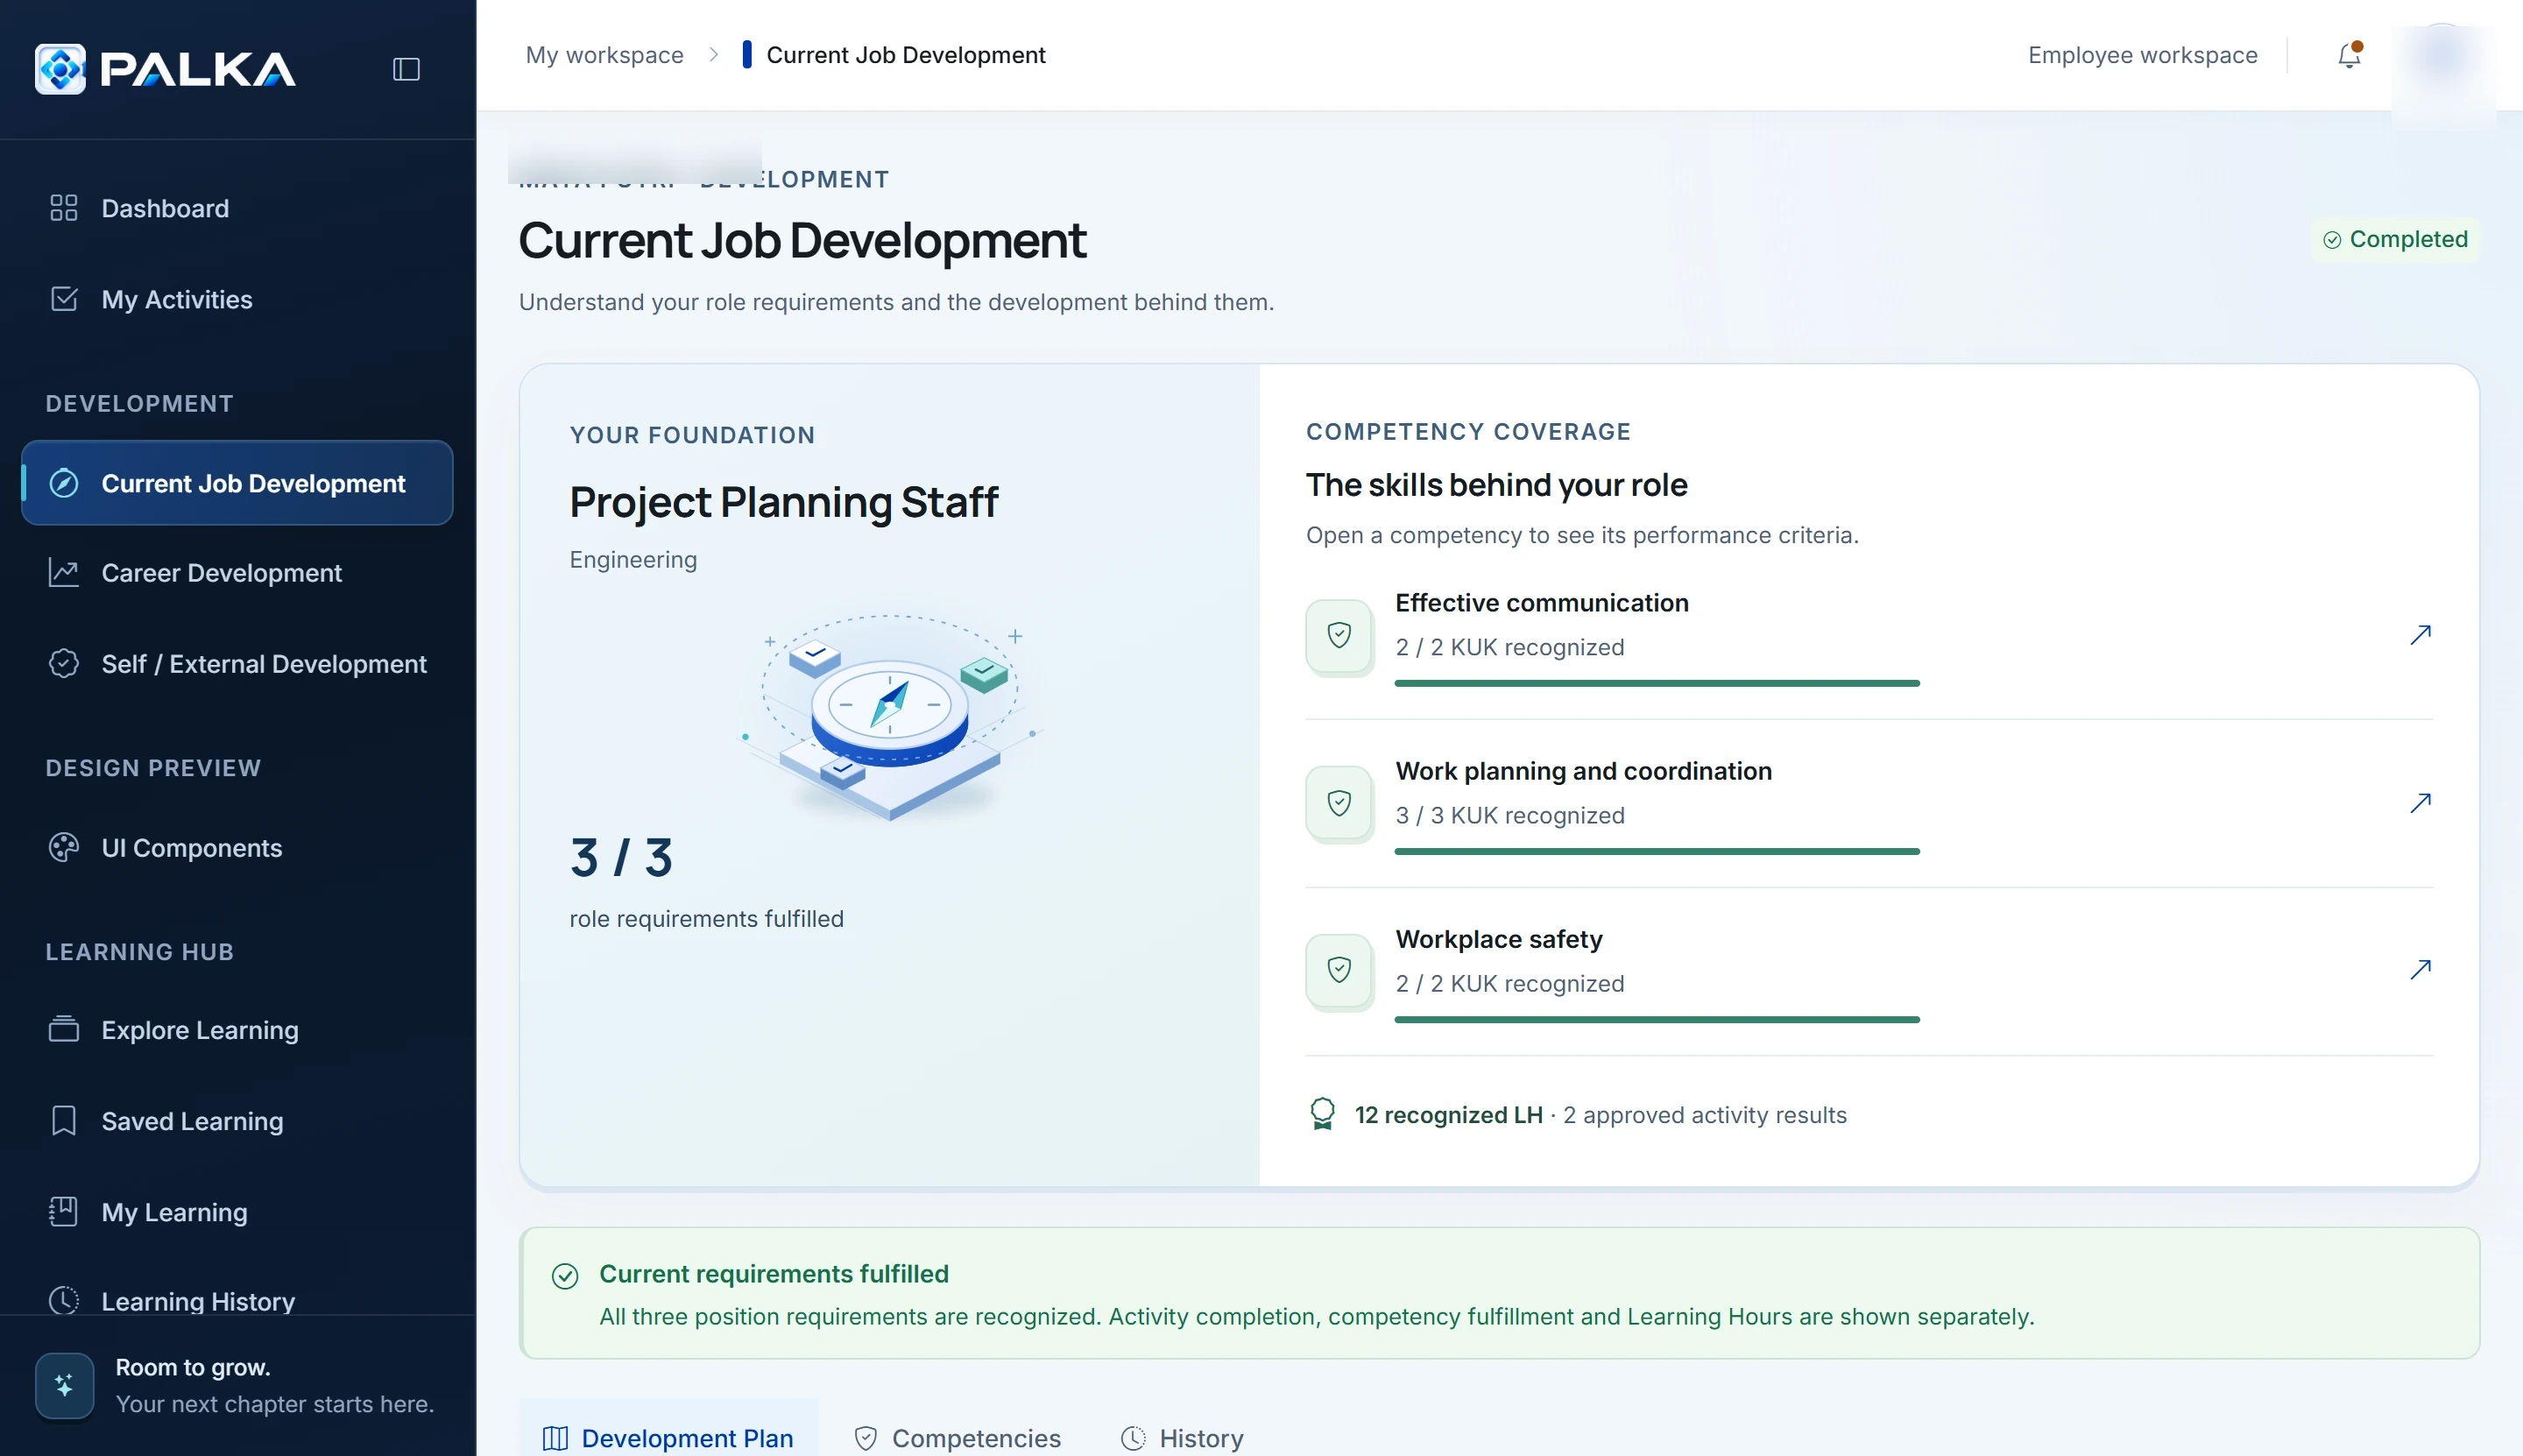 PALKA
Dashboard
My Activities
DEVELOPMENT
Current Job Development
Career Development
Self / External Development
DESIGN PREVIEW
UI Components
LEARNING HUB
Explore Learning
Saved Learning
My Learning
Learning History
Room to grow.
Your next chapter starts here.
My workspace
Current Job Development
Employee workspace
DEVELOPMENT
Current Job Development
Completed
Understand your role requirements and the development behind them.
YOUR FOUNDATION
Project Planning Staff
Engineering
3 / 3
role requirements fulfilled
COMPETENCY COVERAGE
The skills behind your role
Open a competency to see its performance criteria.
Effective communication
2 / 2 KUK recognized
Work planning and coordination
3 / 3 KUK recognized
Workplace safety
2 / 2 KUK recognized
12 recognized LH · 2 approved activity results
Current requirements fulfilled
All three position requirements are recognized. Activity completion, competency fulfillment and Learning Hours are shown separately.
Development Plan
Competencies
History